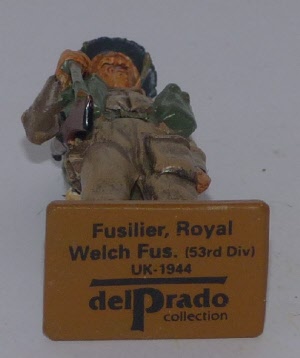 Fusilier, Royal
Welch Fus. (53rd Div)
UK-1944
delPrado
collection